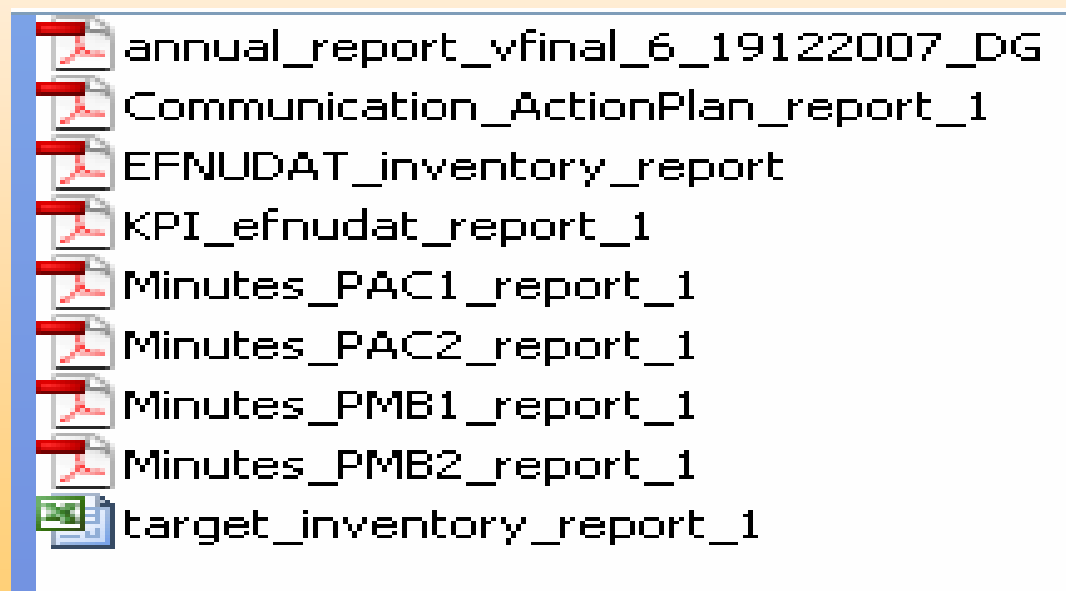 annual_report_vfinal_6_19122007_DG
Communication_ActionPlan_report_1
EFNUDAT_inventory_report
KPI_efnudat_report_1
Minutes_PAC1_report_1
Minutes_PAC2_report_1
Minutes_PMB1_report_1
Minutes_PMB2_report_1
target_inventory_report_1